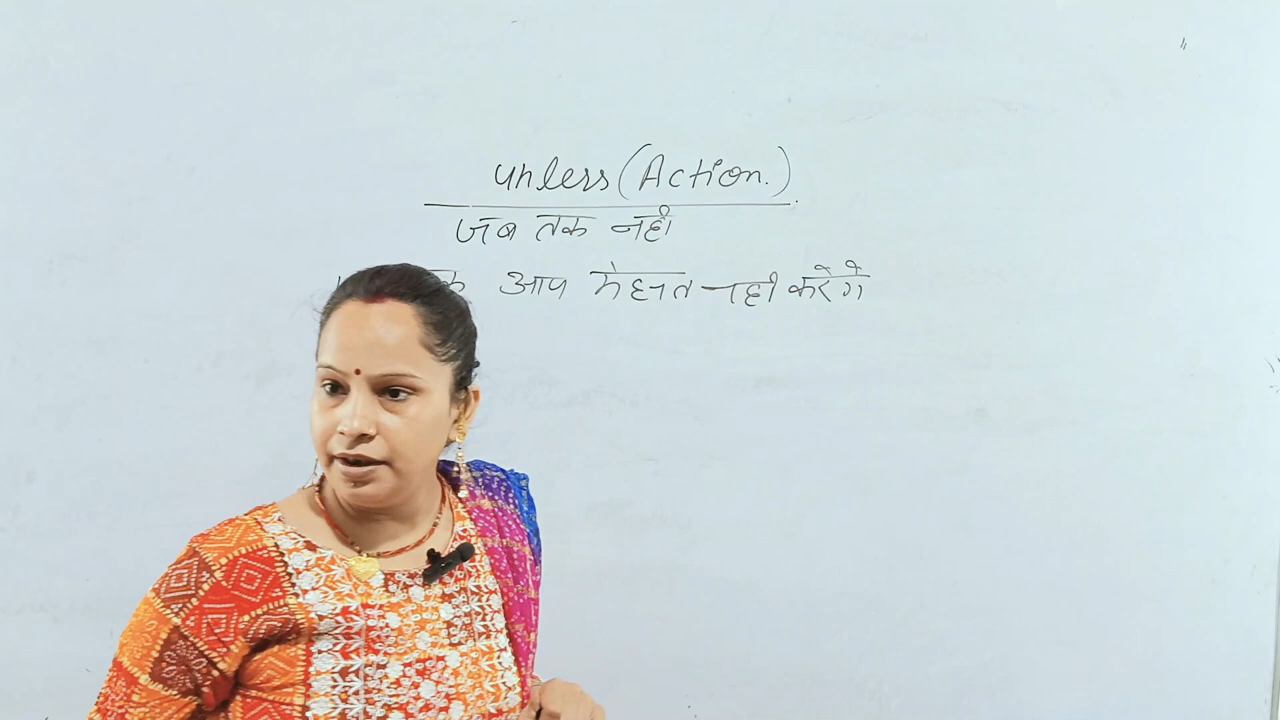 unless (Action.)
जब तक नही
आप मेहनत नही करेंगे